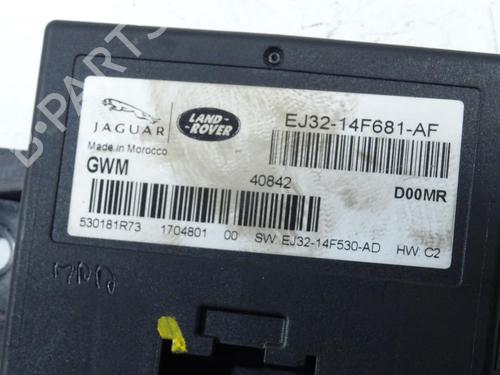 D-PARTS
JAGUAR
LAND-
ROVER
EJ32-14F681-AF
Made in Morocco
GWM
40842
D00MR
530181R73 1704801 00 SW: EJ32-14F530-AD HW: C2